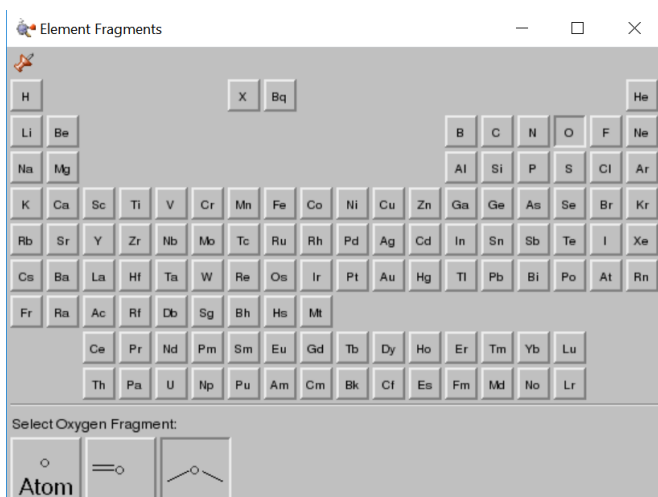 Element Fragments
H X Bq He
Li Be B C N O F Ne
Na Mg Al Si P S Cl Ar
K Ca Sc Ti V Cr Mn Fe Co Ni Cu Zn Ga Ge As Se Br Kr
Rb Sr Y Zr Nb Mo Tc Ru Rh Pd Ag Cd In Sn Sb Te I Xe
Cs Ba La Hf Ta W Re Os Ir Pt Au Hg Tl Pb Bi Po At Rn
Fr Ra Ac Rf Db Sg Bh Hs Mt
Ce Pr Nd Pm Sm Eu Gd Tb Dy Ho Er Tm Yb Lu
Th Pa U Np Pu Am Cm Bk Cf Es Fm Md No Lr
Select Oxygen Fragment:
Atom